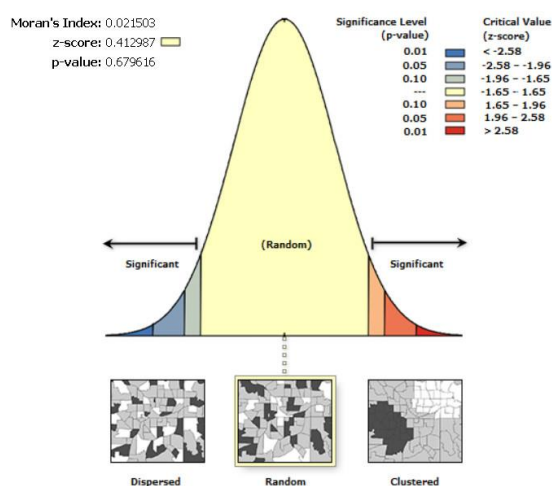 Moran's Index: 0.021503
z-score: 0.412987
p-value: 0.679616
Significance Level (p-value) Critical Value (z-score)
0.01 < -2.58
0.05 -2.58 - -1.96
0.10 -1.96 - -1.65
--- -1.65 - 1.65
0.10 1.65 - 1.96
0.05 1.96 - 2.58
0.01 > 2.58
(Random)
Significant Significant
Dispersed Random Clustered